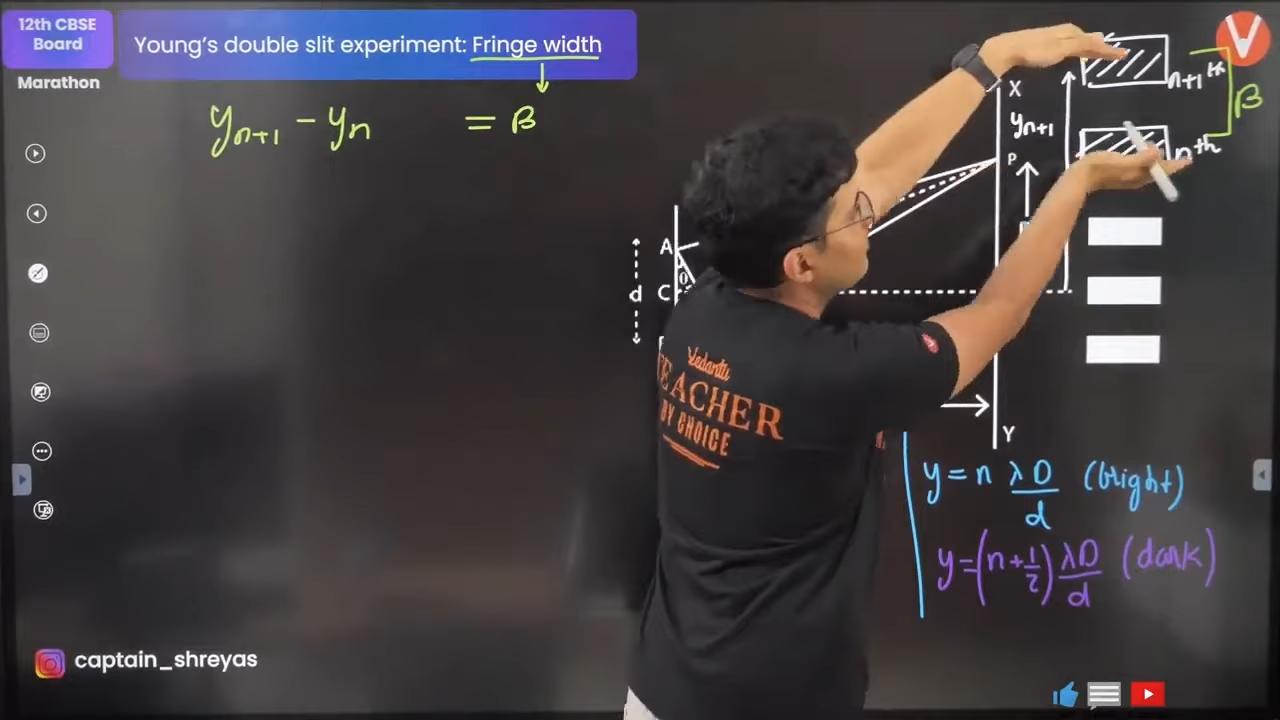 12th CBSE
Board
Marathon
Young's double slit experiment: Fringe width
yₙ₊₁ - yₙ = B
n+1ᵗʰ
B
nᵗʰ
X
yₙ₊₁
P
A
θ
d
C
Y
Vedantu
TEACHER
BY CHOICE
y = n λD/d (bright)
y = (n + 1/2) λD/d (dark)
captain_shreyas